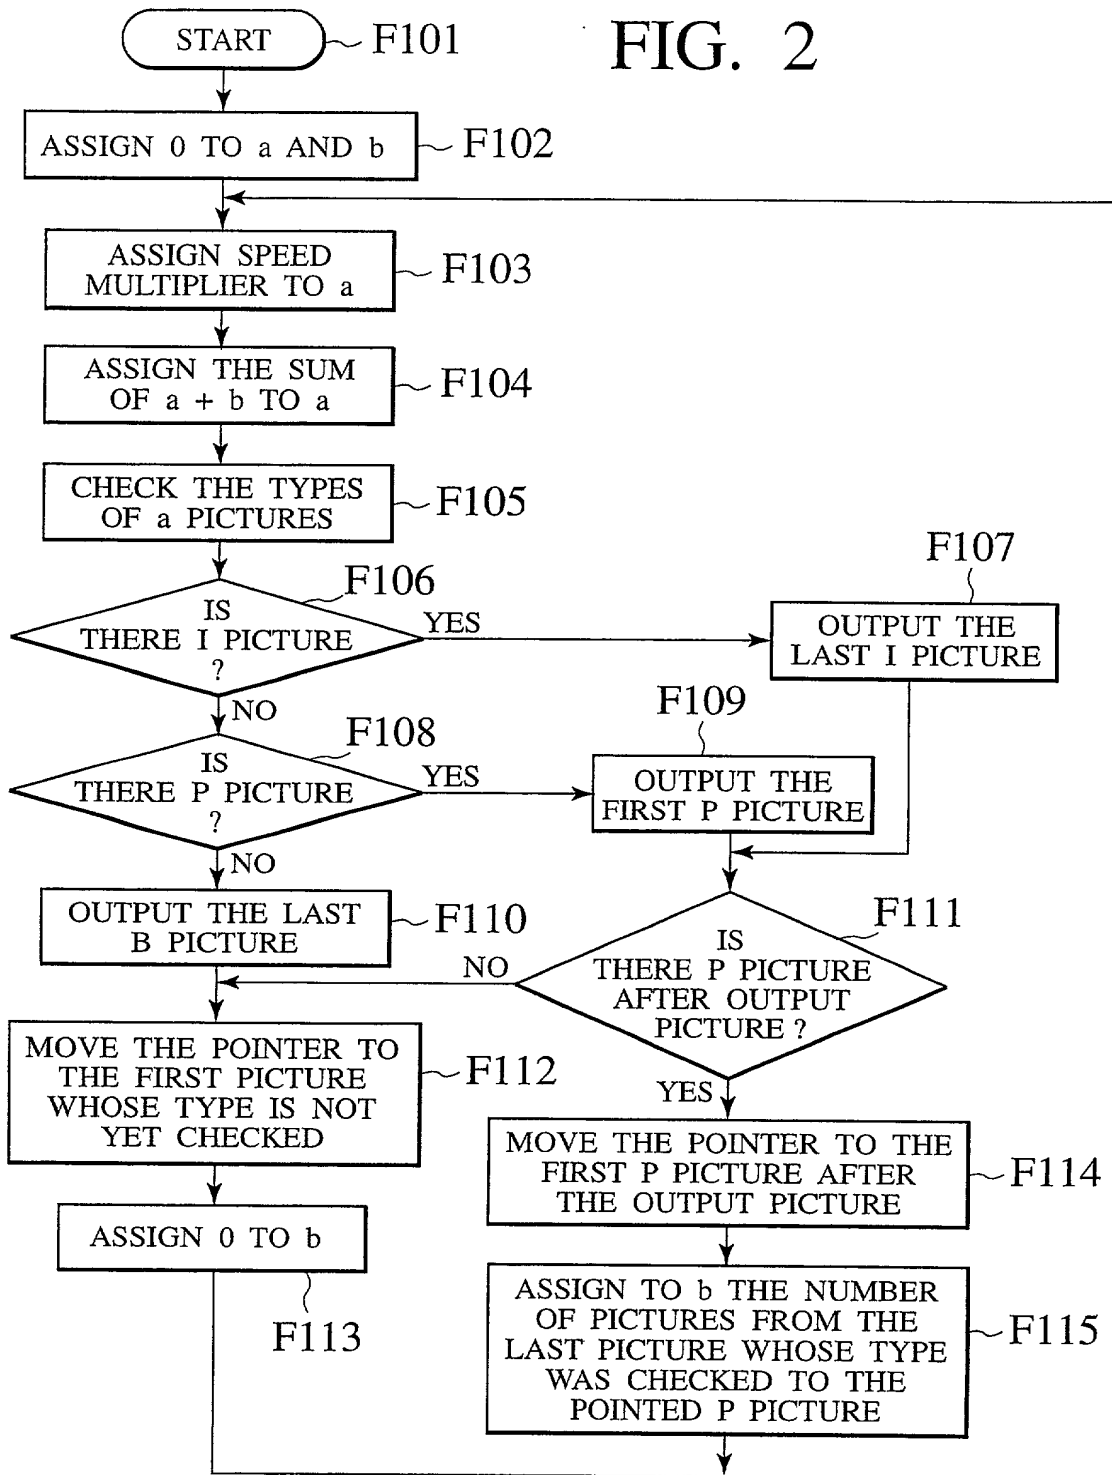 FIG. 2
START
F101
ASSIGN 0 TO a AND b
F102
ASSIGN SPEED
MULTIPLIER TO a
F103
ASSIGN THE SUM
OF a + b TO a
F104
CHECK THE TYPES
OF a PICTURES
F105
F106
IS
THERE I PICTURE
?
YES
NO
F107
OUTPUT THE
LAST I PICTURE
F108
IS
THERE P PICTURE
?
YES
NO
F109
OUTPUT THE
FIRST P PICTURE
OUTPUT THE LAST
B PICTURE
F110
F111
IS
THERE P PICTURE
AFTER OUTPUT
PICTURE ?
NO
YES
MOVE THE POINTER TO
THE FIRST PICTURE
WHOSE TYPE IS NOT
YET CHECKED
F112
ASSIGN 0 TO b
F113
MOVE THE POINTER TO THE
FIRST P PICTURE AFTER
THE OUTPUT PICTURE
F114
ASSIGN TO b THE NUMBER
OF PICTURES FROM THE
LAST PICTURE WHOSE TYPE
WAS CHECKED TO THE
POINTED P PICTURE
F115